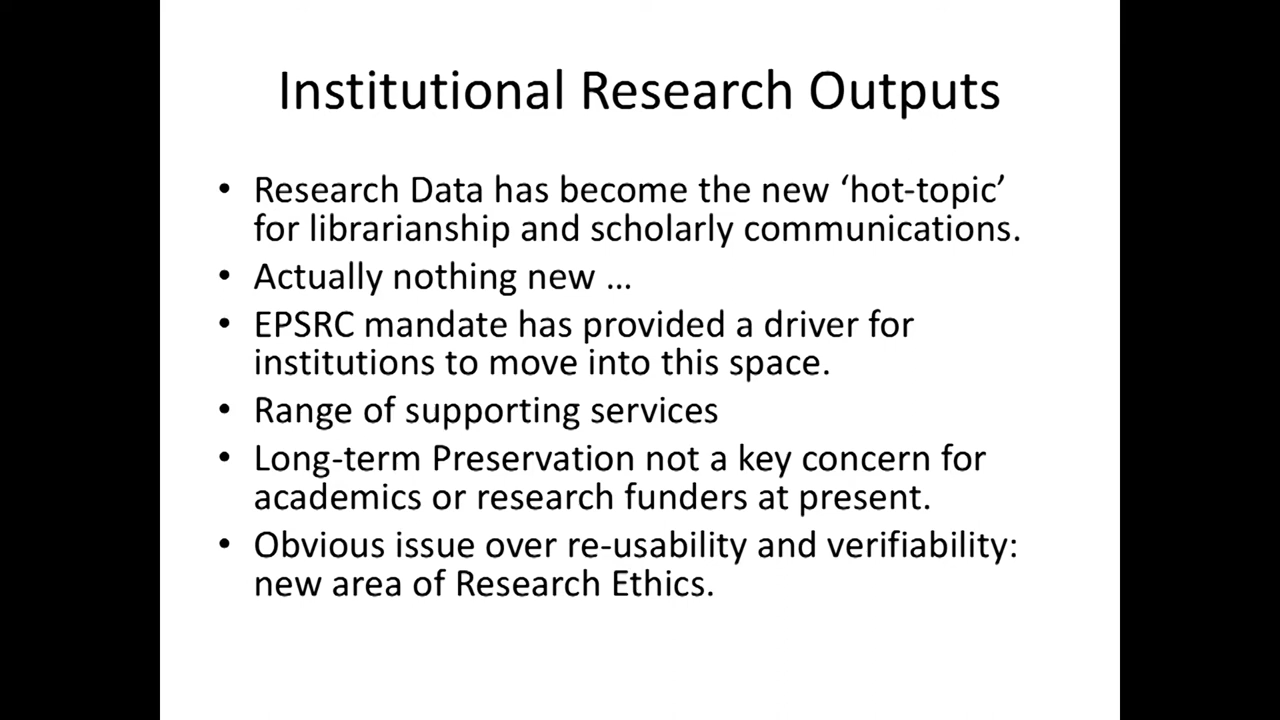 Institutional Research Outputs
• Research Data has become the new ‘hot-topic’
for librarianship and scholarly communications.
• Actually nothing new …
• EPSRC mandate has provided a driver for
institutions to move into this space.
• Range of supporting services
• Long-term Preservation not a key concern for
academics or research funders at present.
• Obvious issue over re-usability and verifiability:
new area of Research Ethics.